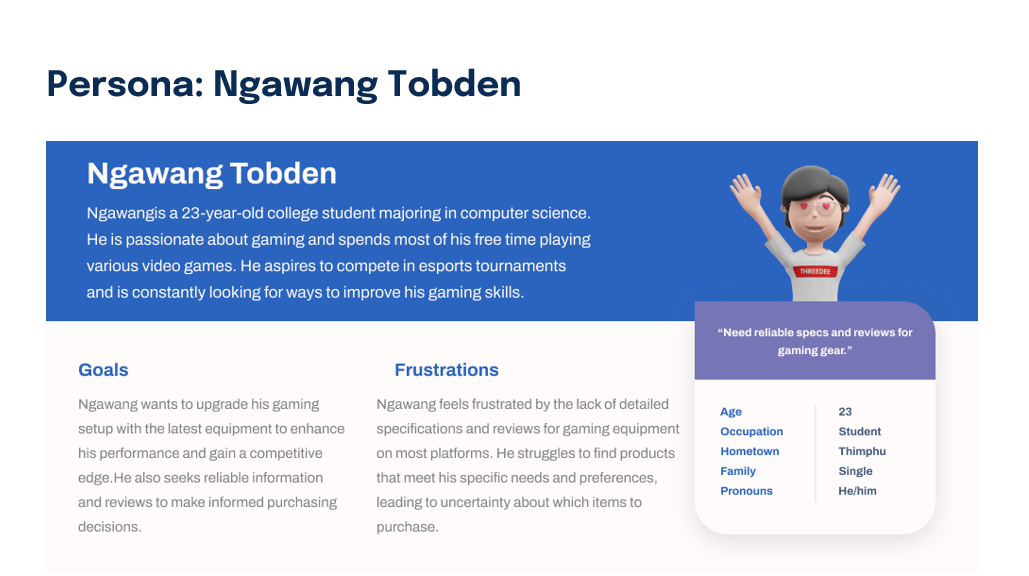 Persona: Ngawang Tobden
Ngawang Tobden
Ngawangis a 23-year-old college student majoring in computer science.
He is passionate about gaming and spends most of his free time playing
various video games. He aspires to compete in esports tournaments
and is constantly looking for ways to improve his gaming skills.
THREEDEE
“Need reliable specs and reviews for
gaming gear.”
Goals
Ngawang wants to upgrade his gaming
setup with the latest equipment to enhance
his performance and gain a competitive
edge.He also seeks reliable information
and reviews to make informed purchasing
decisions.
Frustrations
Ngawang feels frustrated by the lack of detailed
specifications and reviews for gaming equipment
on most platforms. He struggles to find products
that meet his specific needs and preferences,
leading to uncertainty about which items to
purchase.
Age 23
Occupation Student
Hometown Thimphu
Family Single
Pronouns He/him